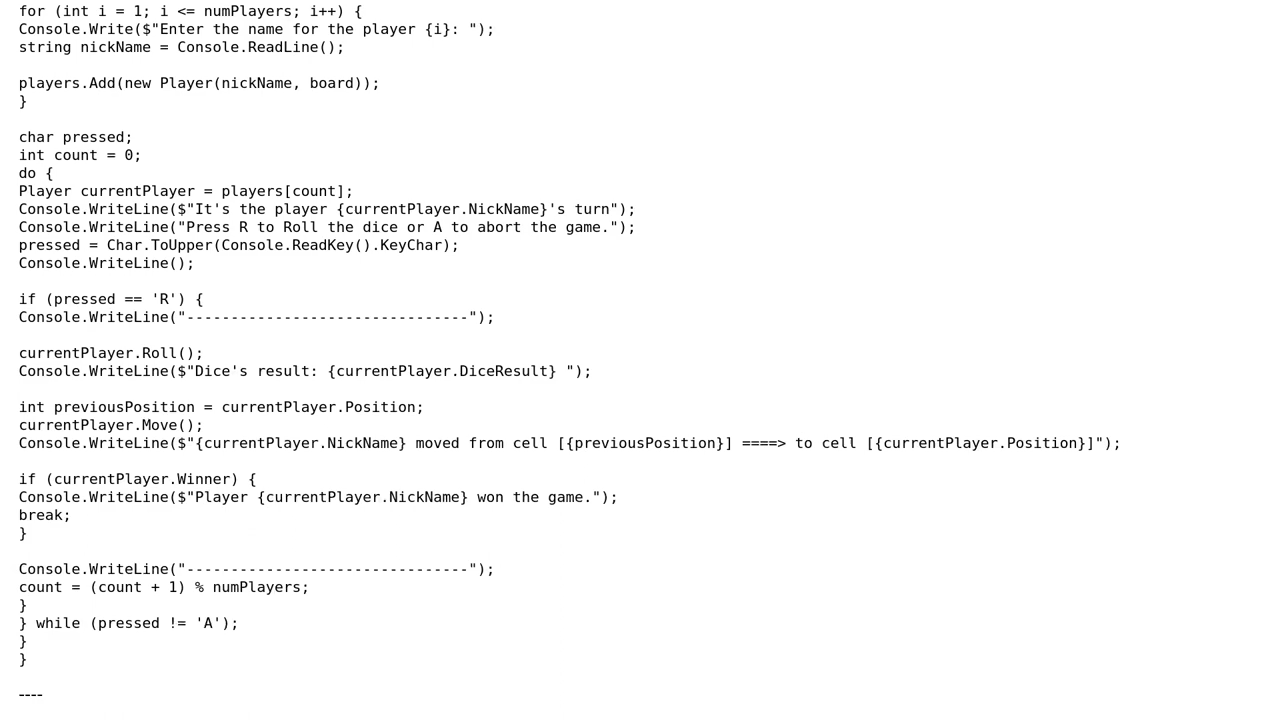 for (int i = 1; i <= numPlayers; i++) {
Console.Write($"Enter the name for the player {i}: ");
string nickName = Console.ReadLine();

players.Add(new Player(nickName, board));
}

char pressed;
int count = 0;
do {
Player currentPlayer = players[count];
Console.WriteLine($"It's the player {currentPlayer.NickName}'s turn");
Console.WriteLine("Press R to Roll the dice or A to abort the game.");
pressed = Char.ToUpper(Console.ReadKey().KeyChar);
Console.WriteLine();

if (pressed == 'R') {
Console.WriteLine("--------------------------------");

currentPlayer.Roll();
Console.WriteLine($"Dice's result: {currentPlayer.DiceResult} ");

int previousPosition = currentPlayer.Position;
currentPlayer.Move();
Console.WriteLine($"{currentPlayer.NickName} moved from cell [{previousPosition}] ====> to cell [{currentPlayer.Position}]");

if (currentPlayer.Winner) {
Console.WriteLine($"Player {currentPlayer.NickName} won the game.");
break;
}

Console.WriteLine("--------------------------------");
count = (count + 1) % numPlayers;
}
} while (pressed != 'A');
}
}

----